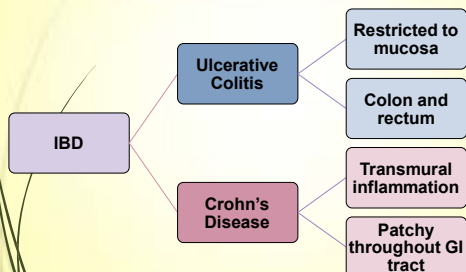 IBD
Ulcerative
Colitis
Restricted to
mucosa
Colon and
rectum
Crohn's
Disease
Transmural
inflammation
Patchy
throughout GI
tract